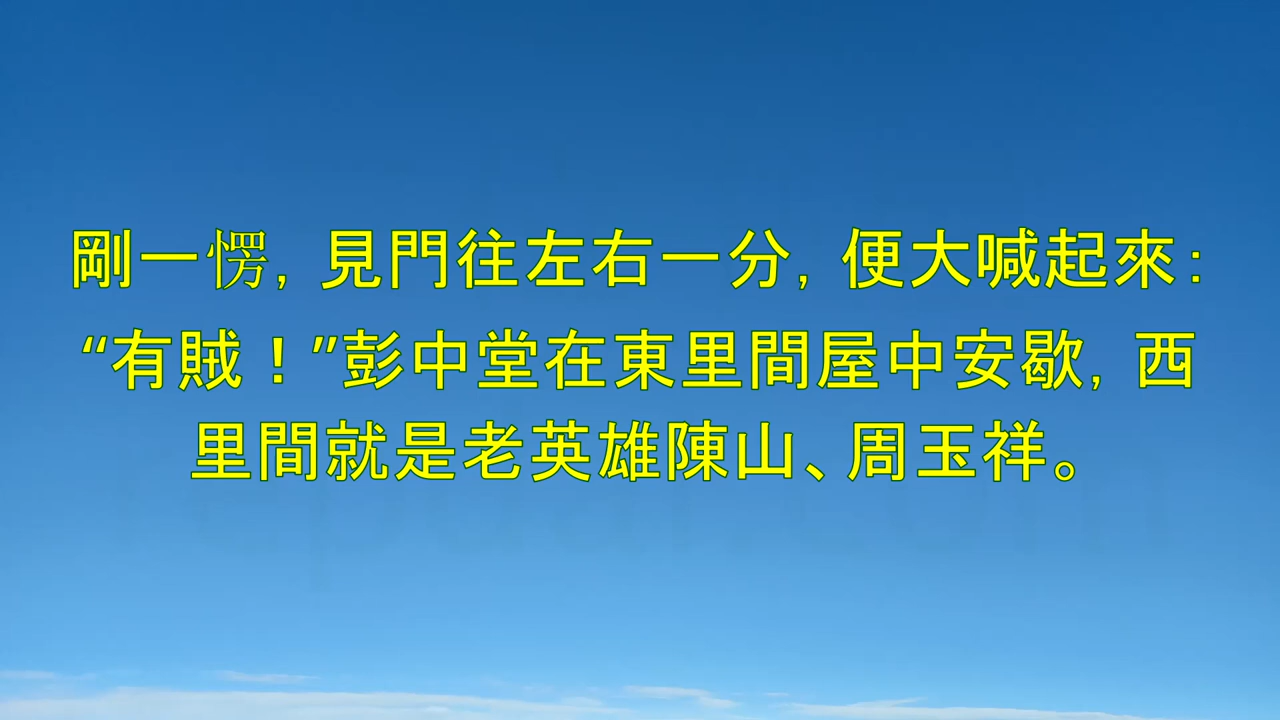 剛一愣，見門往左右一分，便大喊起來：
“有賊！”彭中堂在東里間屋中安歇，西
里間就是老英雄陳山、周玉祥。